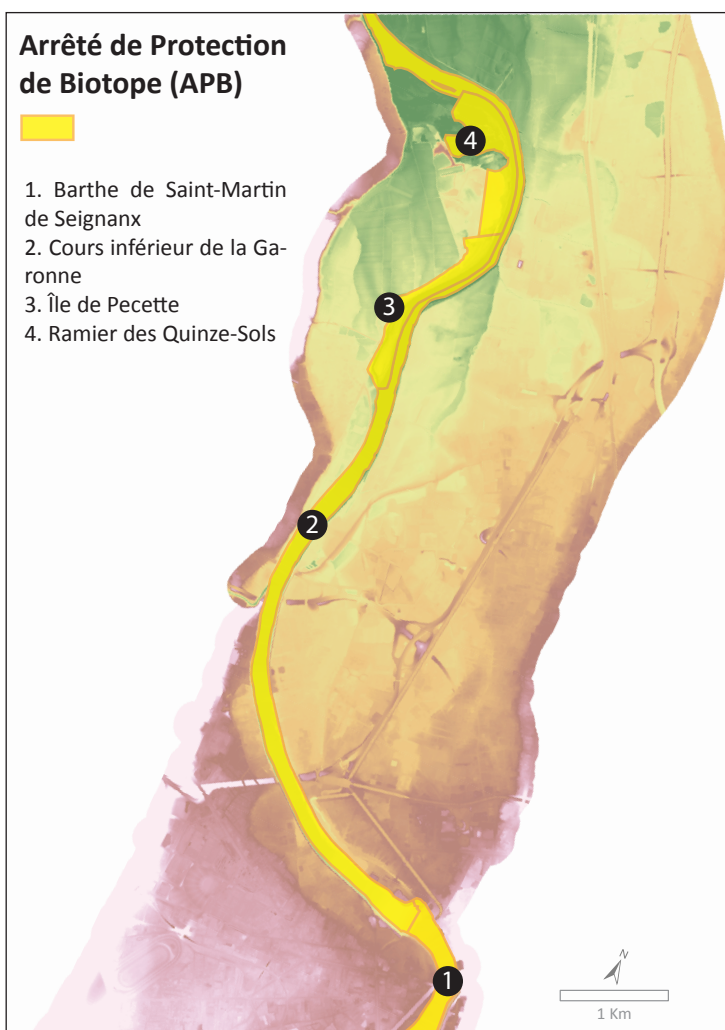 Arrêté de Protection
de Biotope (APB)
1. Barthe de Saint-Martin
de Seignanx
2. Cours inférieur de la Ga-
ronne
3. Île de Pecette
4. Ramier des Quinze-Sols
4
3
2
1
N
1 Km